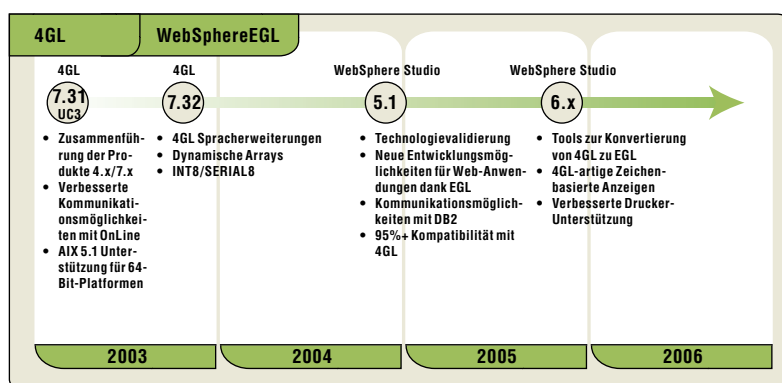 4GL
WebSphereEGL
4GL
7.31
UC3
• Zusammenfüh-
rung der Pro-
dukte 4.x/7.x
• Verbesserte
Kommunikati-
onsmöglichkei-
ten mit OnLine
• AIX 5.1 Unter-
stützung für 64-
Bit-Platformen
4GL
7.32
• 4GL Spracherweiterungen
• Dynamische Arrays
• INT8/SERIAL8
WebSphere Studio
5.1
• Technologievalidierung
• Neue Entwicklungsmög-
lichkeiten für Web-Anwen-
dungen dank EGL
• Kommunikationsmöglich-
keiten mit DB2
• 95%+ Kompatibilität mit
4GL
WebSphere Studio
6.x
• Tools zur Konvertierung
von 4GL zu EGL
• 4GL-artige Zeichen-
basierte Anzeigen
• Verbesserte Drucker-
Unterstützung
2003
2004
2005
2006